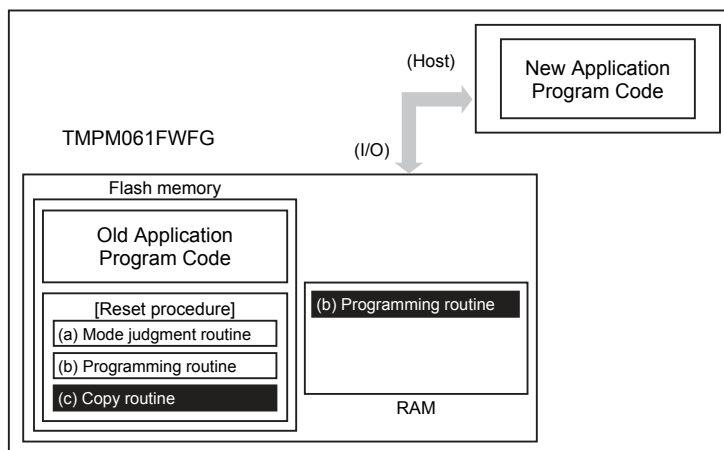 (Host)
New Application
Program Code
TMPM061FWFG
(I/O)
Flash memory
Old Application
Program Code
[Reset procedure]
(a) Mode judgment routine
(b) Programming routine
(c) Copy routine
(b) Programming routine
RAM